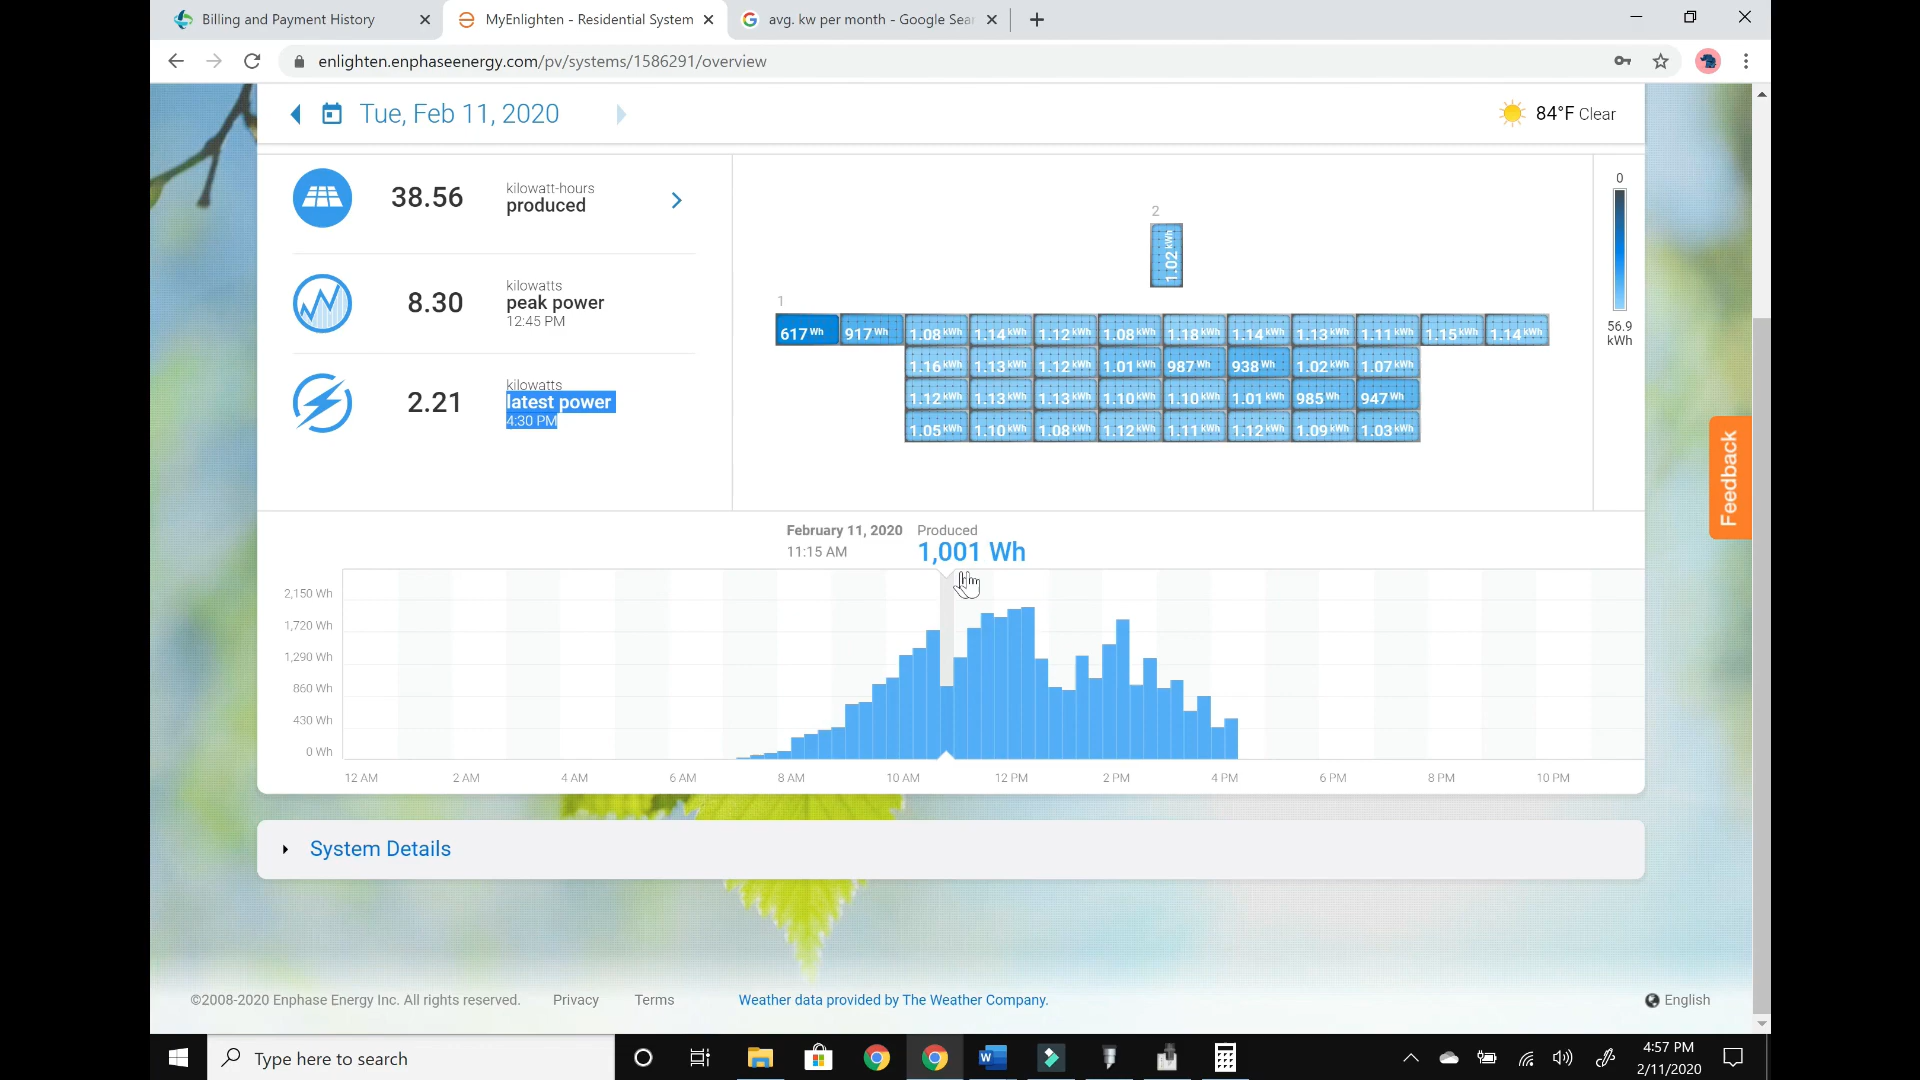 Billing and Payment History
MyEnlighten - Residential System
avg. kw per month - Google Sear
enlighten.enphaseenergy.com/pv/systems/1586291/overview
Tue, Feb 11, 2020
84°F Clear
38.56 kilowatt-hours
produced
8.30 kilowatts
peak power
12:45 PM
2.21 kilowatts
latest power
4:30 PM
2
1.02 kWh
1
617 Wh 917 Wh 1.08 kWh 1.14 kWh 1.12 kWh 1.08 kWh 1.18 kWh 1.14 kWh 1.13 kWh 1.11 kWh 1.15 kWh 1.14 kWh
1.16 kWh 1.13 kWh 1.12 kWh 1.01 kWh 987 Wh 938 Wh 1.02 kWh 1.07 kWh
1.12 kWh 1.13 kWh 1.13 kWh 1.10 kWh 1.10 kWh 1.01 kWh 985 Wh 947 Wh
1.05 kWh 1.10 kWh 1.08 kWh 1.12 kWh 1.11 kWh 1.12 kWh 1.09 kWh 1.03 kWh
0
56.9
kWh
Feedback
February 11, 2020 Produced
11:15 AM 1,001 Wh
2,150 Wh
1,720 Wh
1,290 Wh
860 Wh
430 Wh
0 Wh
12 AM 2 AM 4 AM 6 AM 8 AM 10 AM 12 PM 2 PM 4 PM 6 PM 8 PM 10 PM
System Details
©2008-2020 Enphase Energy Inc. All rights reserved. Privacy Terms Weather data provided by The Weather Company. English
Type here to search
4:57 PM
2/11/2020